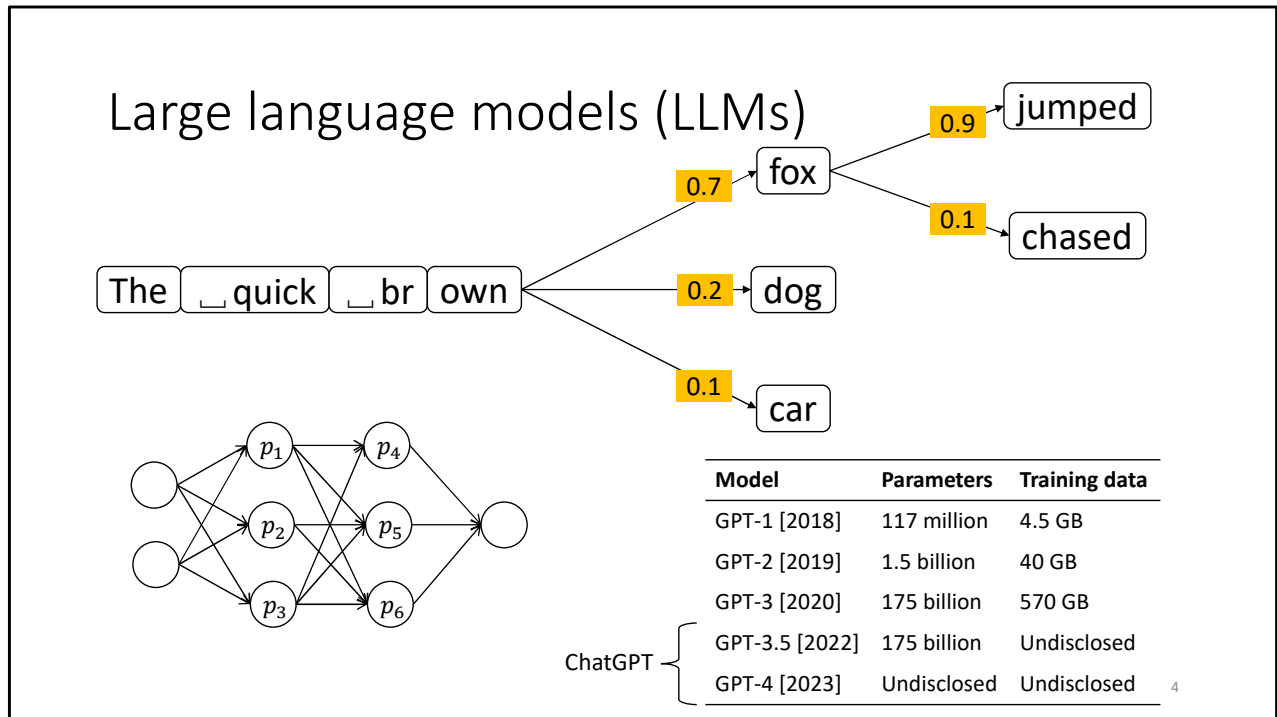 Large language models (LLMs)
The ⎵quick ⎵br own
0.7
fox
0.9
jumped
0.1
chased
0.2
dog
0.1
car
p₁
p₄
p₂
p₅
p₃
p₆
Model Parameters Training data
GPT-1 [2018] 117 million 4.5 GB
GPT-2 [2019] 1.5 billion 40 GB
GPT-3 [2020] 175 billion 570 GB
ChatGPT
GPT-3.5 [2022] 175 billion Undisclosed
GPT-4 [2023] Undisclosed Undisclosed
4